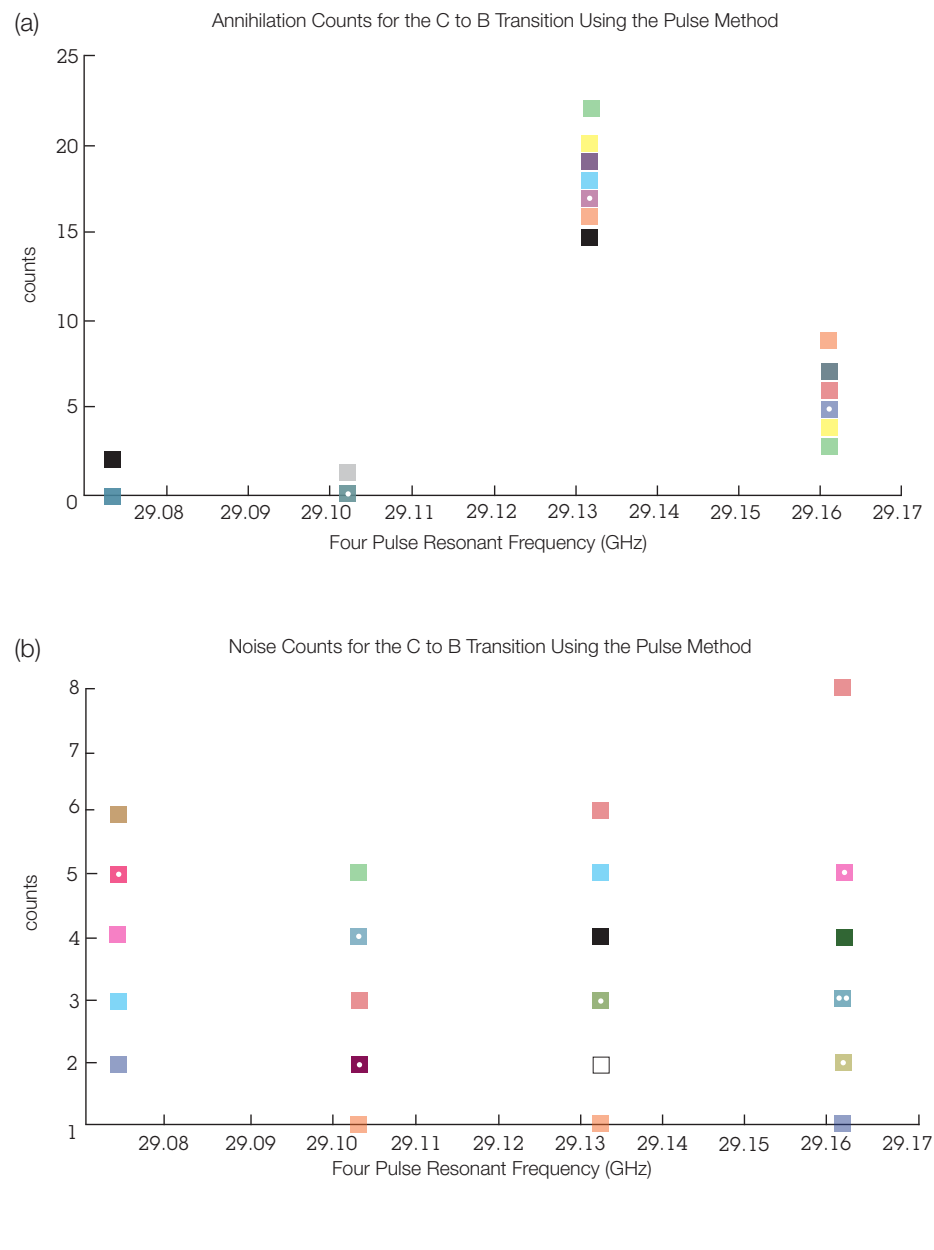 (a)
Annihilation Counts for the C to B Transition Using the Pulse Method
25
20
15
10
5
0
counts
29.08 29.09 29.10 29.11 29.12 29.13 29.14 29.15 29.16 29.17
Four Pulse Resonant Frequency (GHz)
(b)
Noise Counts for the C to B Transition Using the Pulse Method
8
7
6
5
4
3
2
1
counts
29.08 29.09 29.10 29.11 29.12 29.13 29.14 29.15 29.16 29.17
Four Pulse Resonant Frequency (GHz)